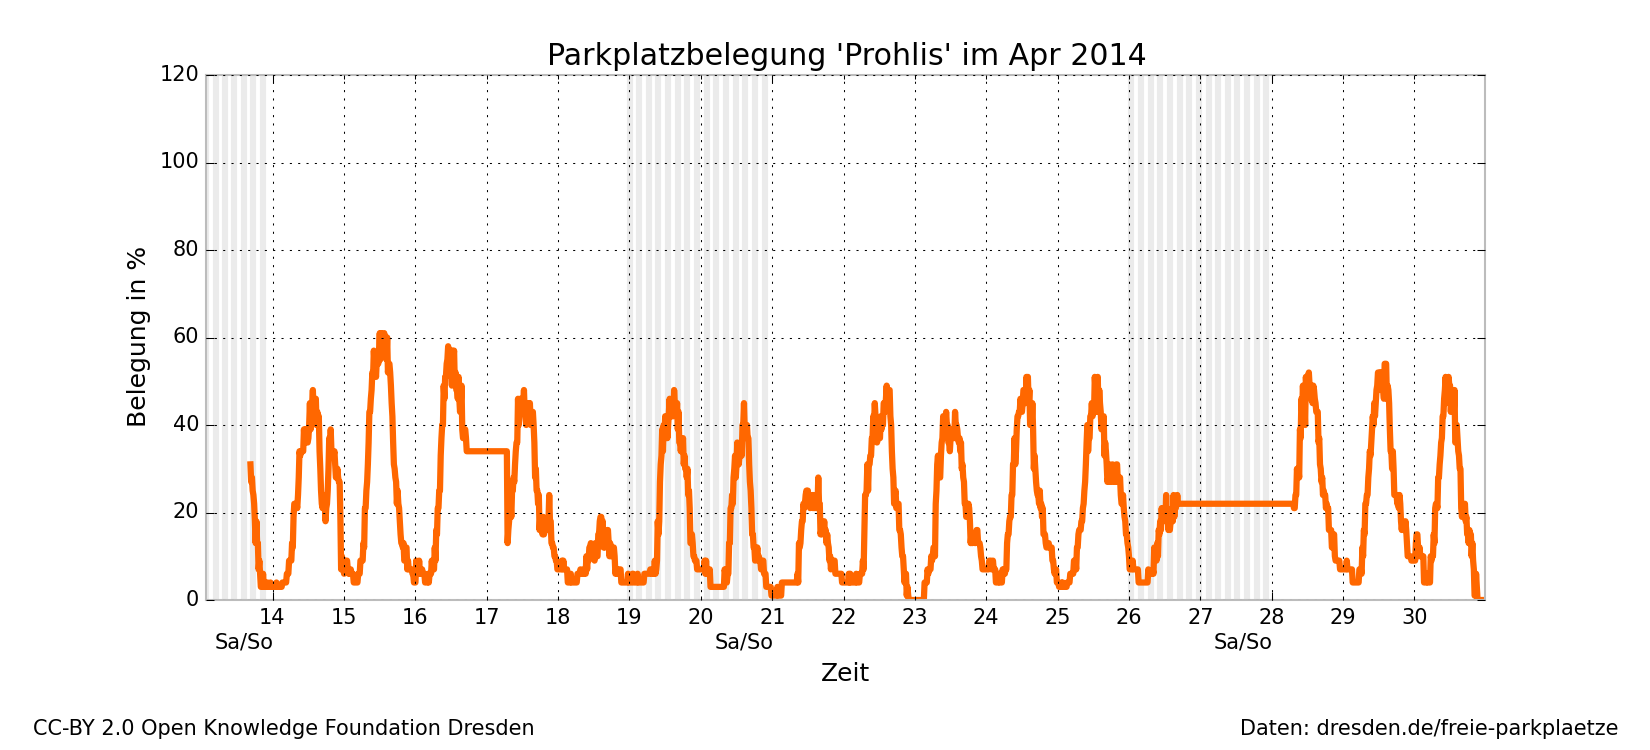 Parkplatzbelegung 'Prohlis' im Apr 2014
120
100
80
60
40
20
0
Belegung in %
14 15 16 17 18 19 20 21 22 23 24 25 26 27 28 29 30
Sa/So Sa/So Sa/So
Zeit
CC-BY 2.0 Open Knowledge Foundation Dresden
Daten: dresden.de/freie-parkplaetze